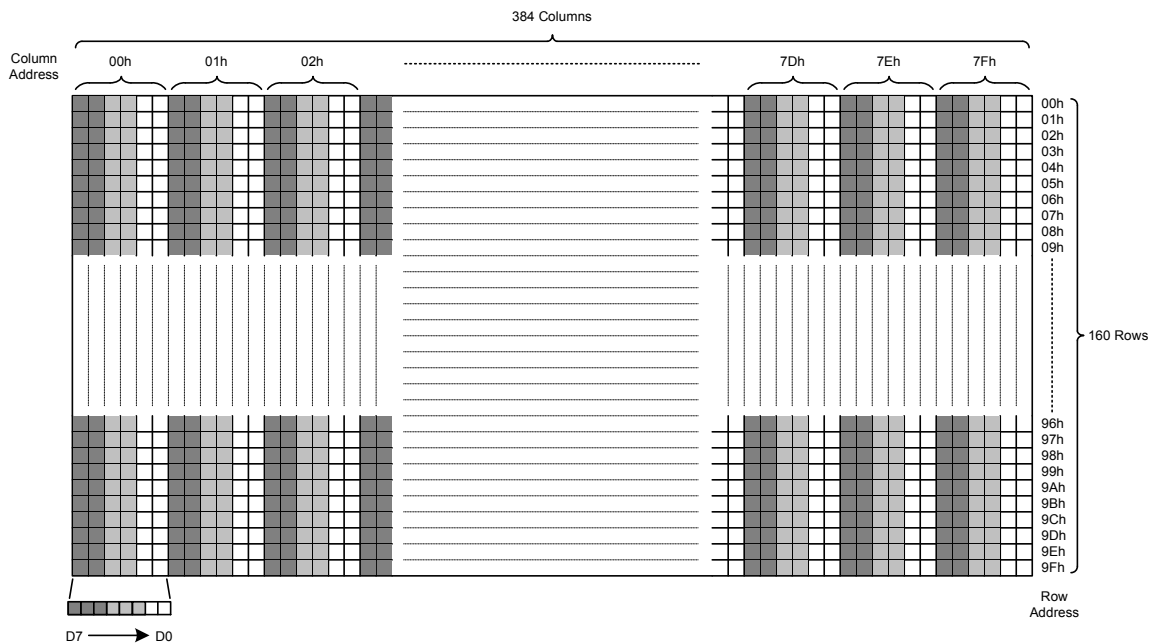 384 Columns
Column Address
00h 01h 02h 7Dh 7Eh 7Fh
00h
01h
02h
03h
04h
05h
06h
07h
08h
09h
160 Rows
96h
97h
98h
99h
9Ah
9Bh
9Ch
9Dh
9Eh
9Fh
Row
Address
D7 D0